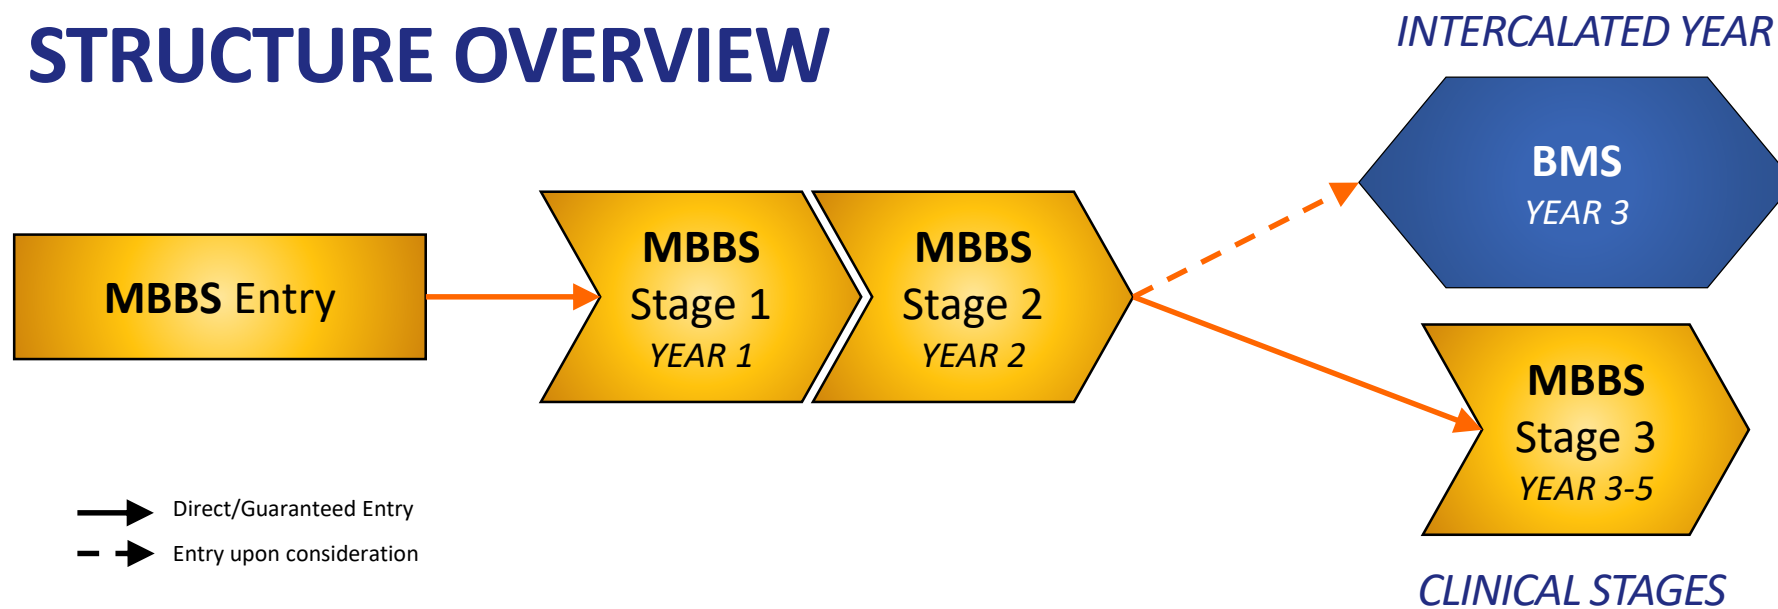 STRUCTURE OVERVIEW
INTERCALATED YEAR
BMS
YEAR 3
MBBS Entry
MBBS
Stage 1
YEAR 1
MBBS
Stage 2
YEAR 2
MBBS
Stage 3
YEAR 3-5
CLINICAL STAGES
Direct/Guaranteed Entry
Entry upon consideration